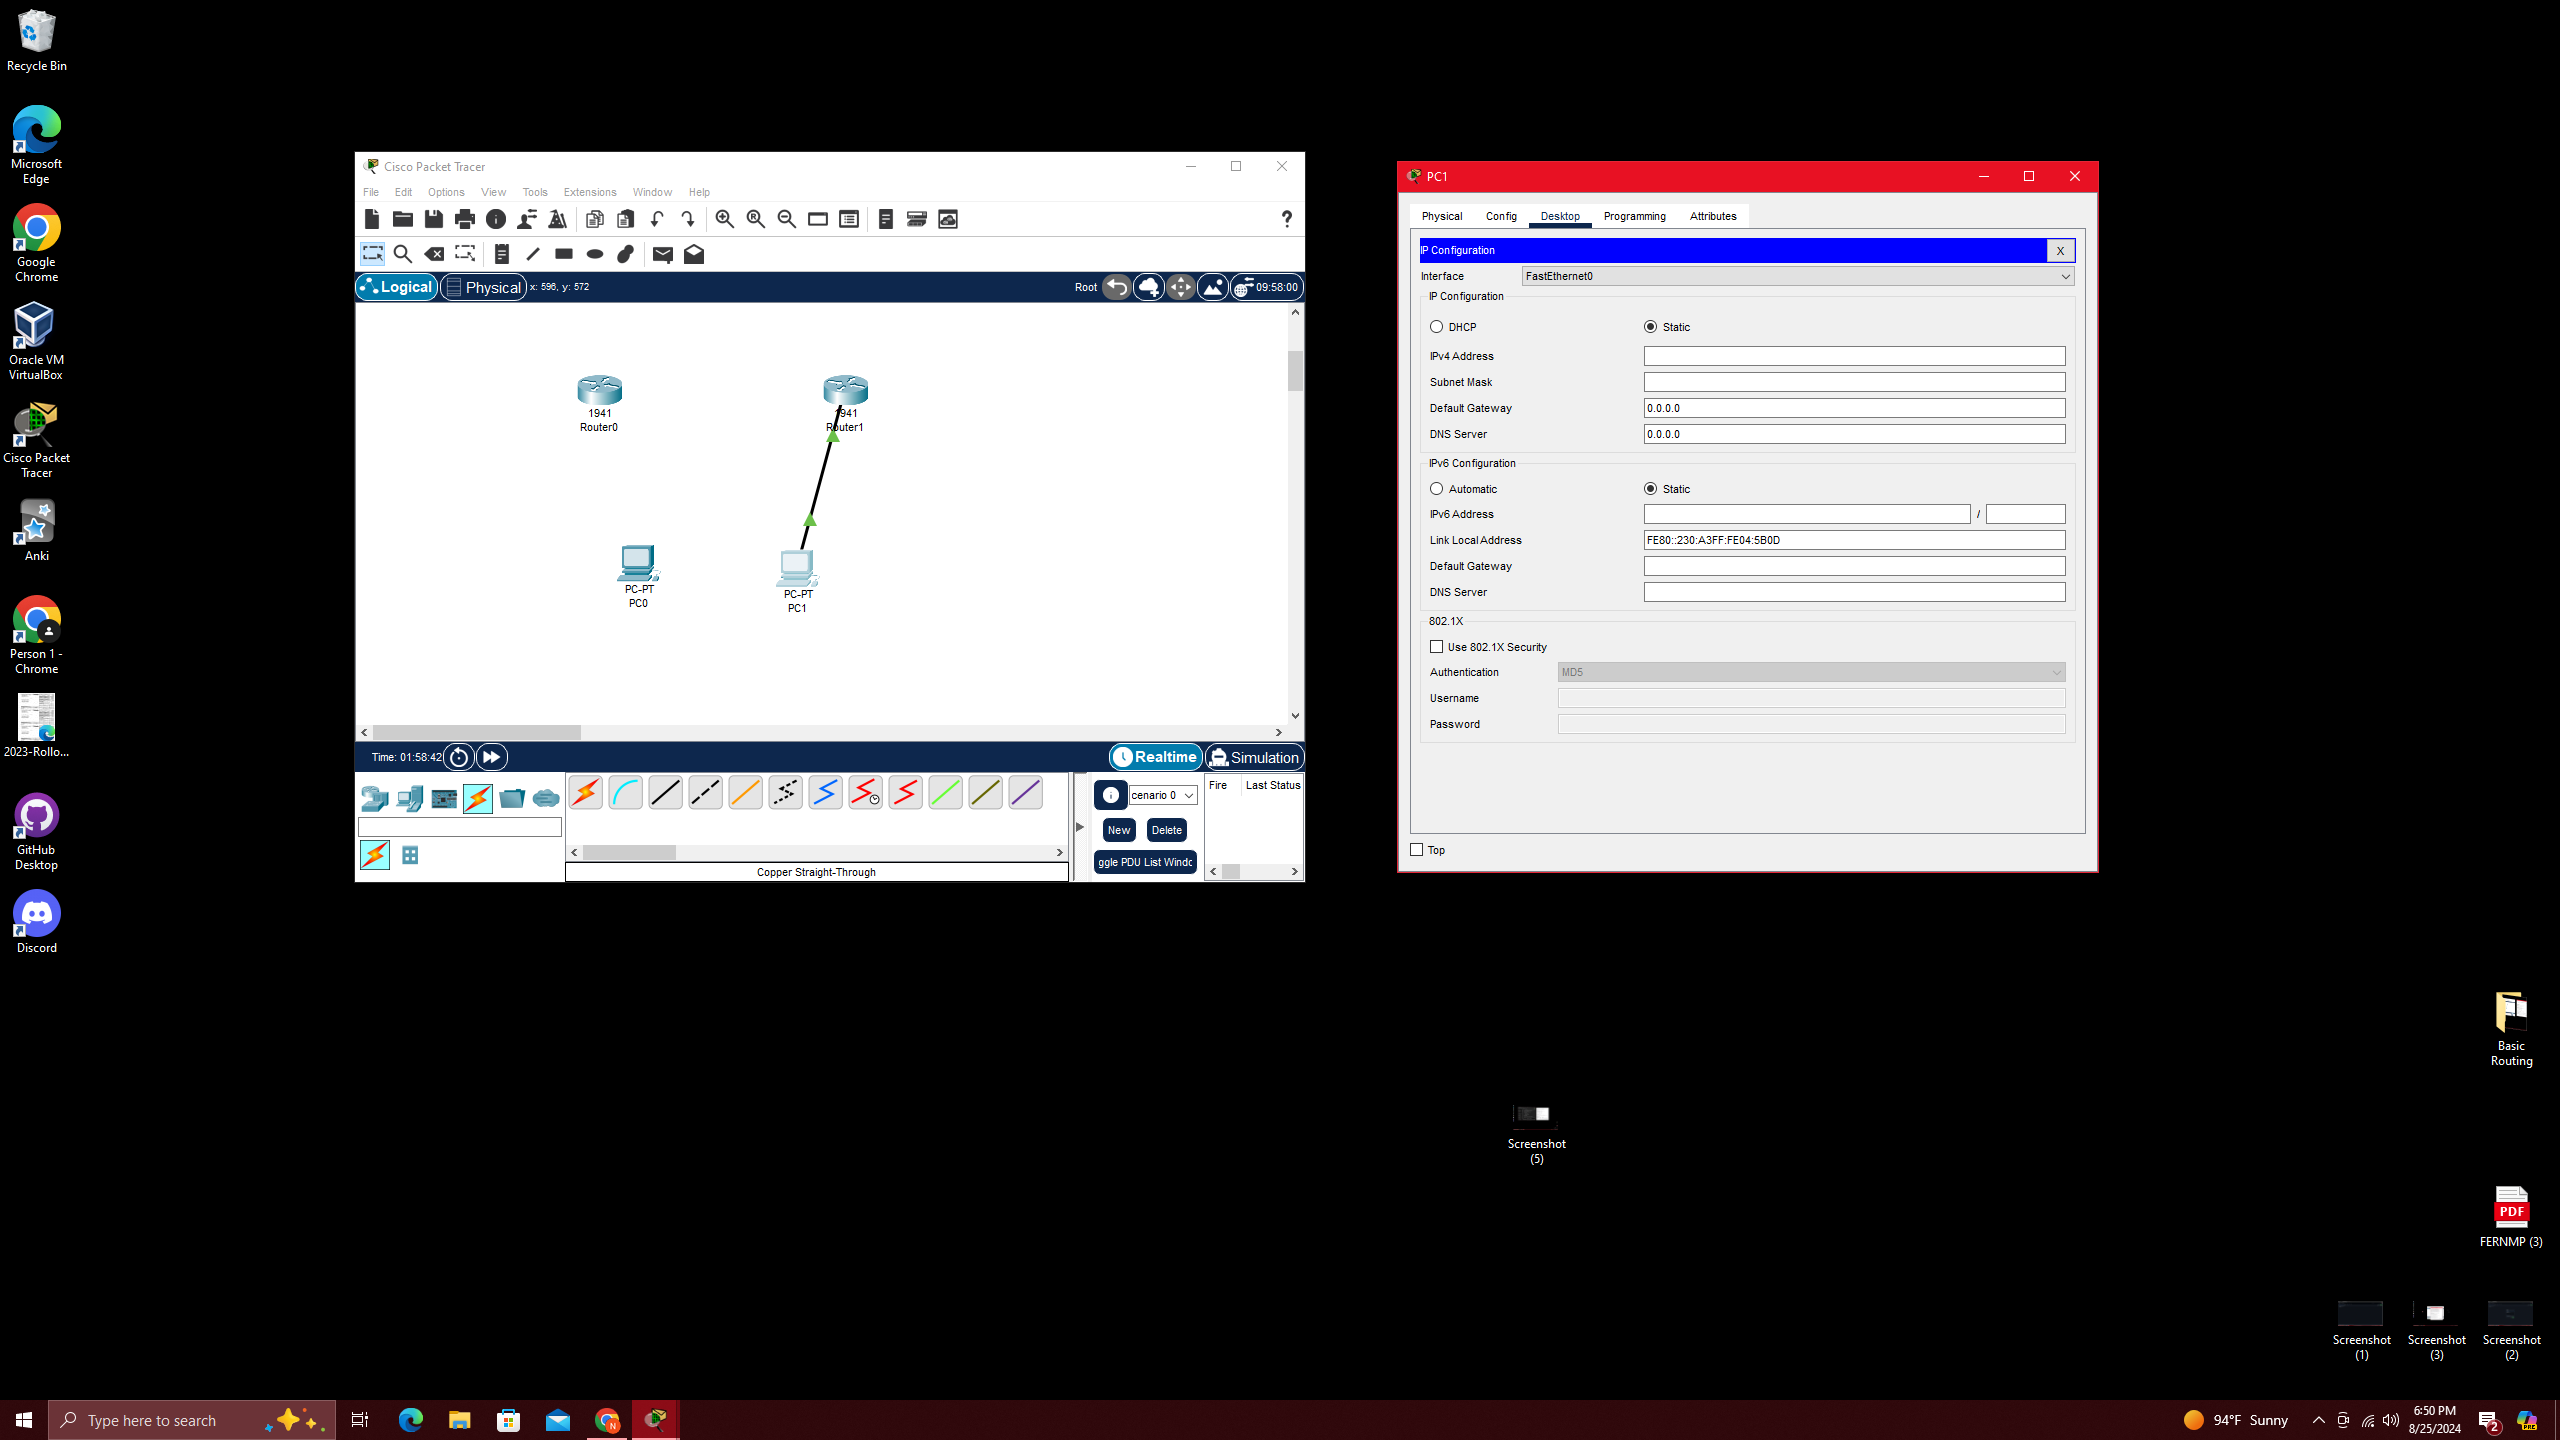 Recycle Bin
Microsoft
Edge
Google
Chrome
Oracle VM
VirtualBox
Cisco Packet
Tracer
Anki
Person 1 -
Chrome
2023-Rollo...
GitHub
Desktop
Discord
Cisco Packet Tracer
File Edit Options View Tools Extensions Window Help
Logical Physical x: 596, y: 572 Root 09:58:00
1941
Router0
1941
Router1
PC-PT
PC0
PC-PT
PC1
Time: 01:58:42 Realtime Simulation
cenario 0
New Delete
ggle PDU List Windo
Fire Last Status
Copper Straight-Through
PC1
Physical Config Desktop Programming Attributes
IP Configuration X
Interface FastEthernet0
IP Configuration
DHCP Static
IPv4 Address
Subnet Mask
Default Gateway 0.0.0.0
DNS Server 0.0.0.0
IPv6 Configuration
Automatic Static
IPv6 Address /
Link Local Address FE80::230:A3FF:FE04:5B0D
Default Gateway
DNS Server
802.1X
Use 802.1X Security
Authentication MD5
Username
Password
Top
Basic
Routing
Screenshot
(5)
PDF
FERNMP (3)
Screenshot
(1)
Screenshot
(3)
Screenshot
(2)
Type here to search
94°F Sunny
6:50 PM
8/25/2024
2